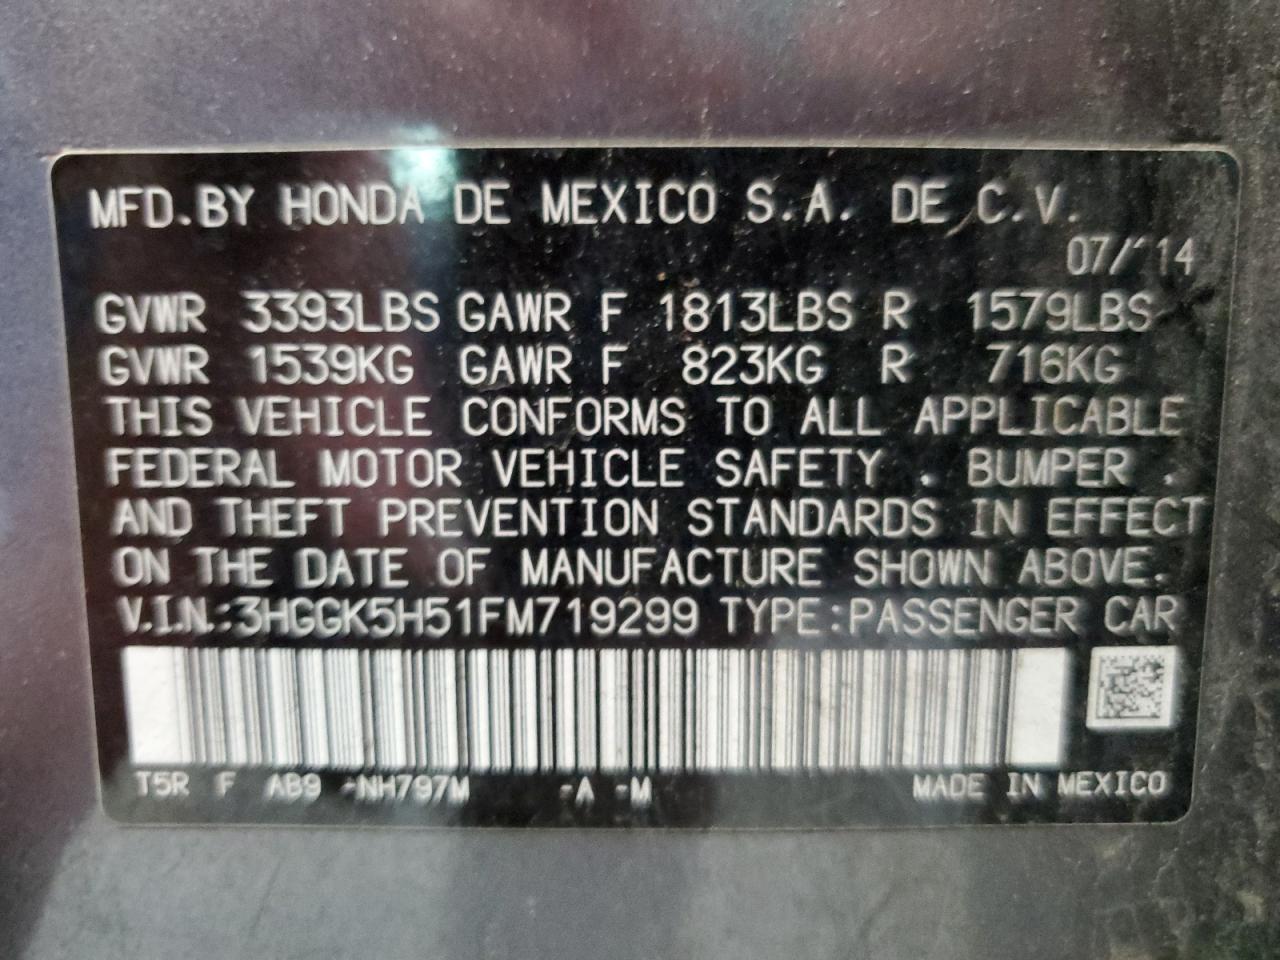 MFD.BY HONDA DE MEXICO S.A. DE C.V.
07/14
GVWR 3393LBS GAWR F 1813LBS R 1579LBS
GVWR 1539KG GAWR F 823KG R 716KG
THIS VEHICLE CONFORMS TO ALL APPLICABLE
FEDERAL MOTOR VEHICLE SAFETY . BUMPER .
AND THEFT PREVENTION STANDARDS IN EFFECT
ON THE DATE OF MANUFACTURE SHOWN ABOVE.
V.I.N.:3HGGK5H51FM719299 TYPE:PASSENGER CAR
T5R F AB9 -NH797M -A -M MADE IN MEXICO